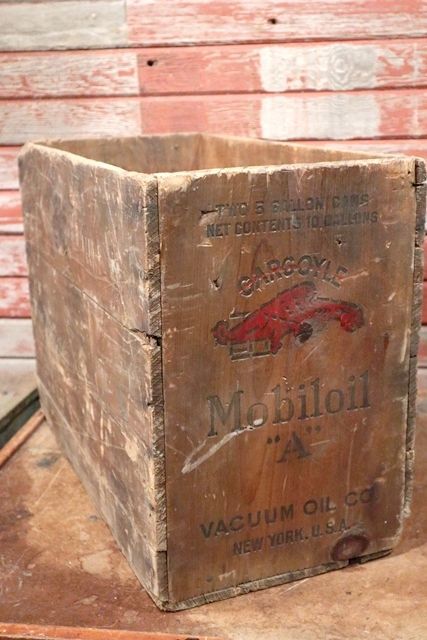 TWO 5 GALLON CANS
NET CONTENTS 10 GALLONS
GARGOYLE
Mobiloil
"A"
VACUUM OIL CO
NEW YORK, U.S.A.